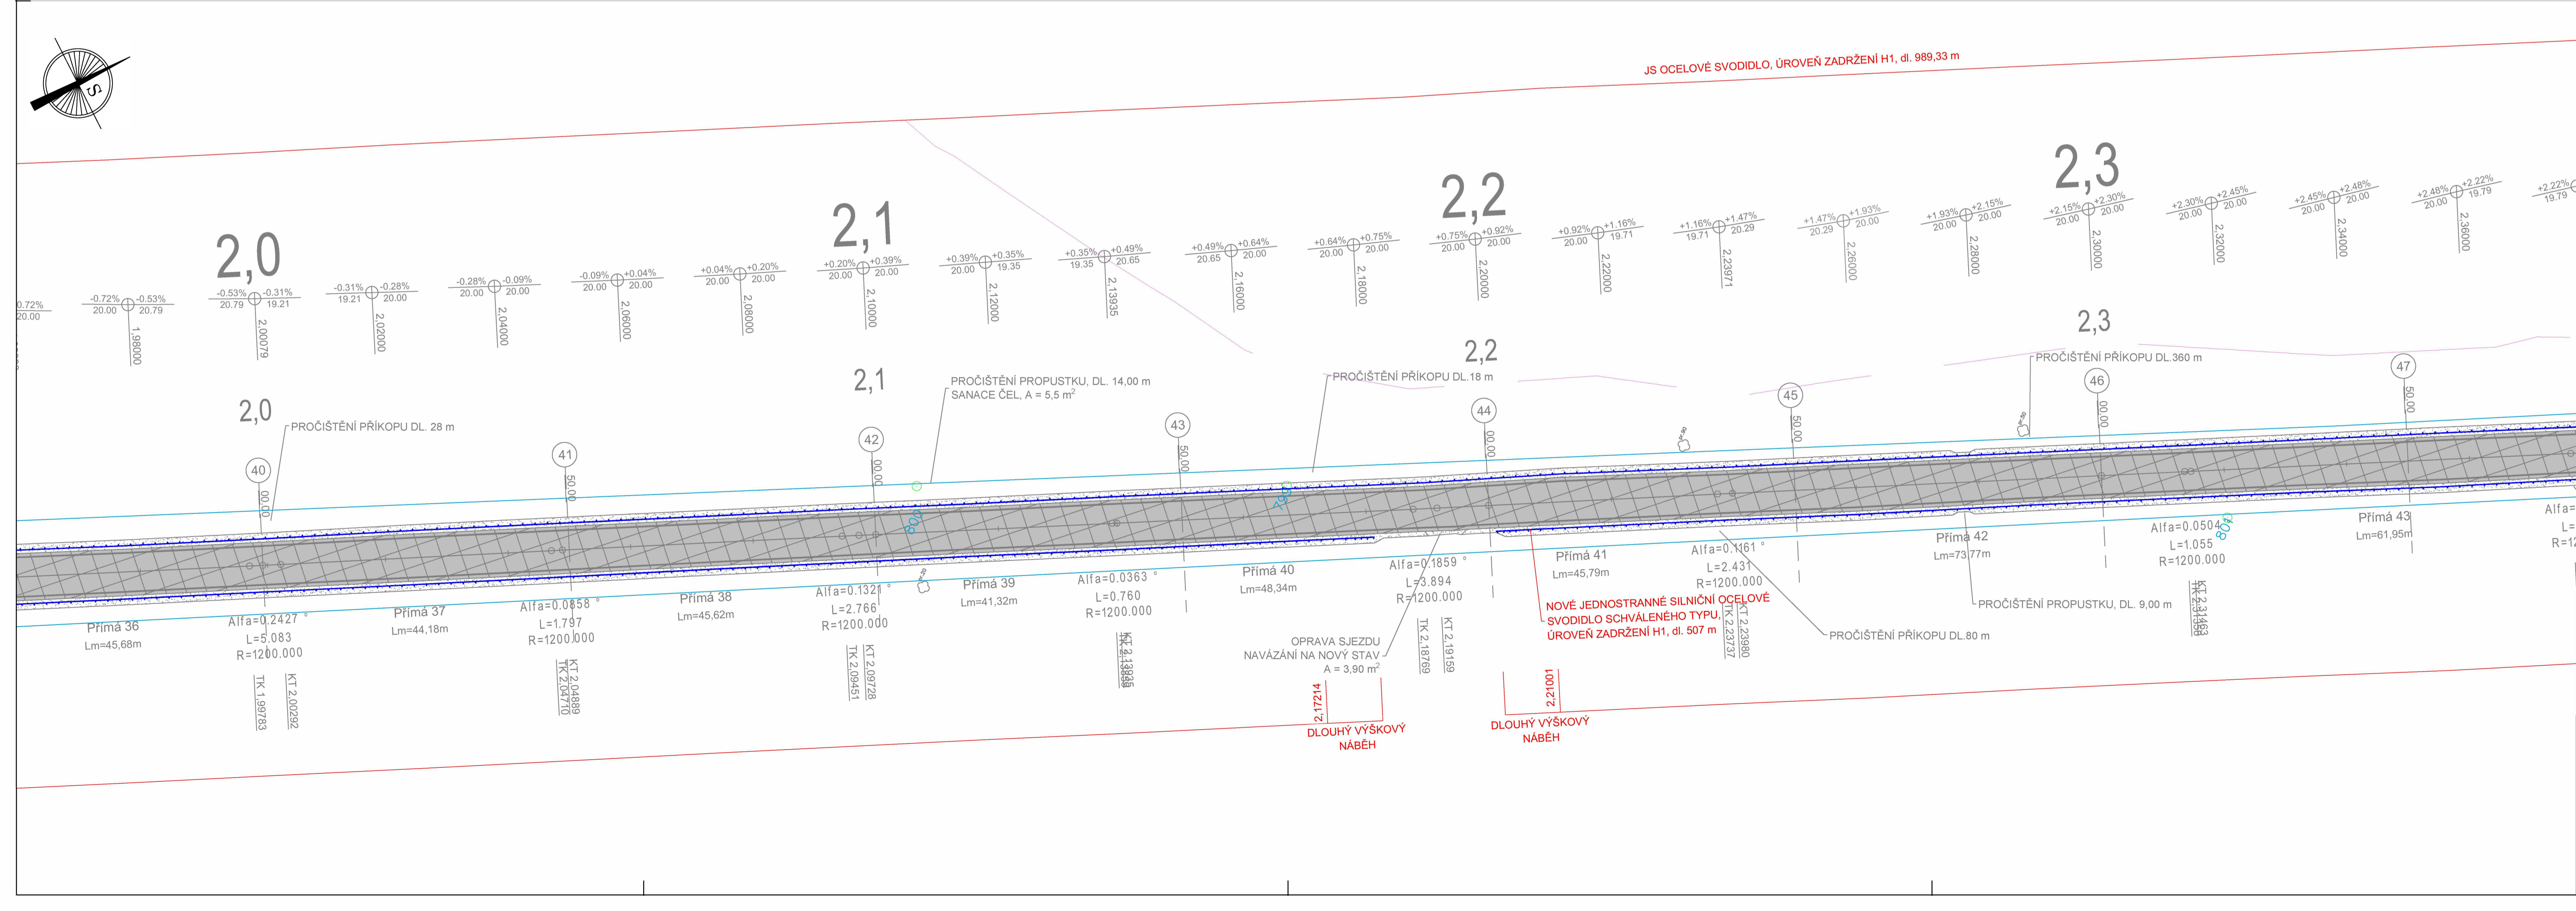 S
JS OCELOVÉ SVODIDLO, ÚROVEŇ ZADRŽENÍ H1, dl. 989,33 m
2,0
2,1
2,2
2,3
0.72%
20.00
-0.72% -0.53%
20.00 20.79
1,98000
-0.53% -0.31%
20.79 19.21
2,00079
-0.31% -0.28%
19.21 20.00
2,02000
-0.28% -0.09%
20.00 20.00
2,04000
-0.09% +0.04%
20.00 20.00
2,06000
+0.04% +0.20%
20.00 20.00
2,08000
+0.20% +0.39%
20.00 20.00
2,10000
+0.39% +0.35%
20.00 19.35
2,12000
+0.35% +0.49%
19.35 20.65
2,13935
+0.49% +0.64%
20.65 20.00
2,16000
+0.64% +0.75%
20.00 20.00
2,18000
+0.75% +0.92%
20.00 20.00
2,20000
+0.92% +1.16%
20.00 19.71
2,22000
+1.16% +1.47%
19.71 20.29
2,23971
+1.47% +1.93%
20.29 20.00
2,26000
+1.93% +2.15%
20.00 20.00
2,28000
+2.15% +2.30%
20.00 20.00
2,30000
+2.30% +2.45%
20.00 20.00
2,32000
+2.45% +2.48%
20.00 20.00
2,34000
+2.48% +2.22%
20.00 19.79
2,36000
+2.22%
19.79
2,0
2,1
2,2
2,3
PROČIŠTĚNÍ PŘÍKOPU DL. 28 m
PROČIŠTĚNÍ PROPUSTKU, DL. 14,00 m
SANACE ČEL, A = 5,5 m²
PROČIŠTĚNÍ PŘÍKOPU DL.18 m
PROČIŠTĚNÍ PŘÍKOPU DL.360 m
40
00.00
41
50.00
42
00.00
43
50.00
44
00.00
45
50.00
46
00.00
47
50.00
Přímá 36
Lm=45,68m
Alfa=0.2427 °
L=5.083
R=1200.000
TK 1.99783
KT 2.00292
Přímá 37
Lm=44,18m
Alfa=0.0858 °
L=1.797
R=1200.000
TK 2.04710
KT 2.04889
Přímá 38
Lm=45,62m
Alfa=0.1321 °
L=2.766
R=1200.000
TK 2.09451
KT 2.09728
Přímá 39
Lm=41,32m
Alfa=0.0363 °
L=0.760
R=1200.000
KT 2.13935
Přímá 40
Lm=48,34m
Alfa=0.1859 °
L=3.894
R=1200.000
TK 2.18769
KT 2.19159
Přímá 41
Lm=45,79m
Alfa=0.1161 °
L=2.431
R=1200.000
TK 2.23737
KT 2.23980
Přímá 42
Lm=73,77m
Alfa=0.0504
L=1.055
R=1200.000
KT 2.31463
Přímá 43
Lm=61,95m
Alfa=
L=
OPRAVA SJEZDU
NAVÁZÁNÍ NA NOVÝ STAV
A = 3,90 m²
NOVÉ JEDNOSTRANNÉ SILNIČNÍ OCELOVÉ
SVODIDLO SCHVÁLENÉHO TYPU,
ÚROVEŇ ZADRŽENÍ H1, dl. 507 m
PROČIŠTĚNÍ PŘÍKOPU DL.80 m
PROČIŠTĚNÍ PROPUSTKU, DL. 9,00 m
2,17214
DLOUHÝ VÝŠKOVÝ
NÁBĚH
2,21001
DLOUHÝ VÝŠKOVÝ
NÁBĚH